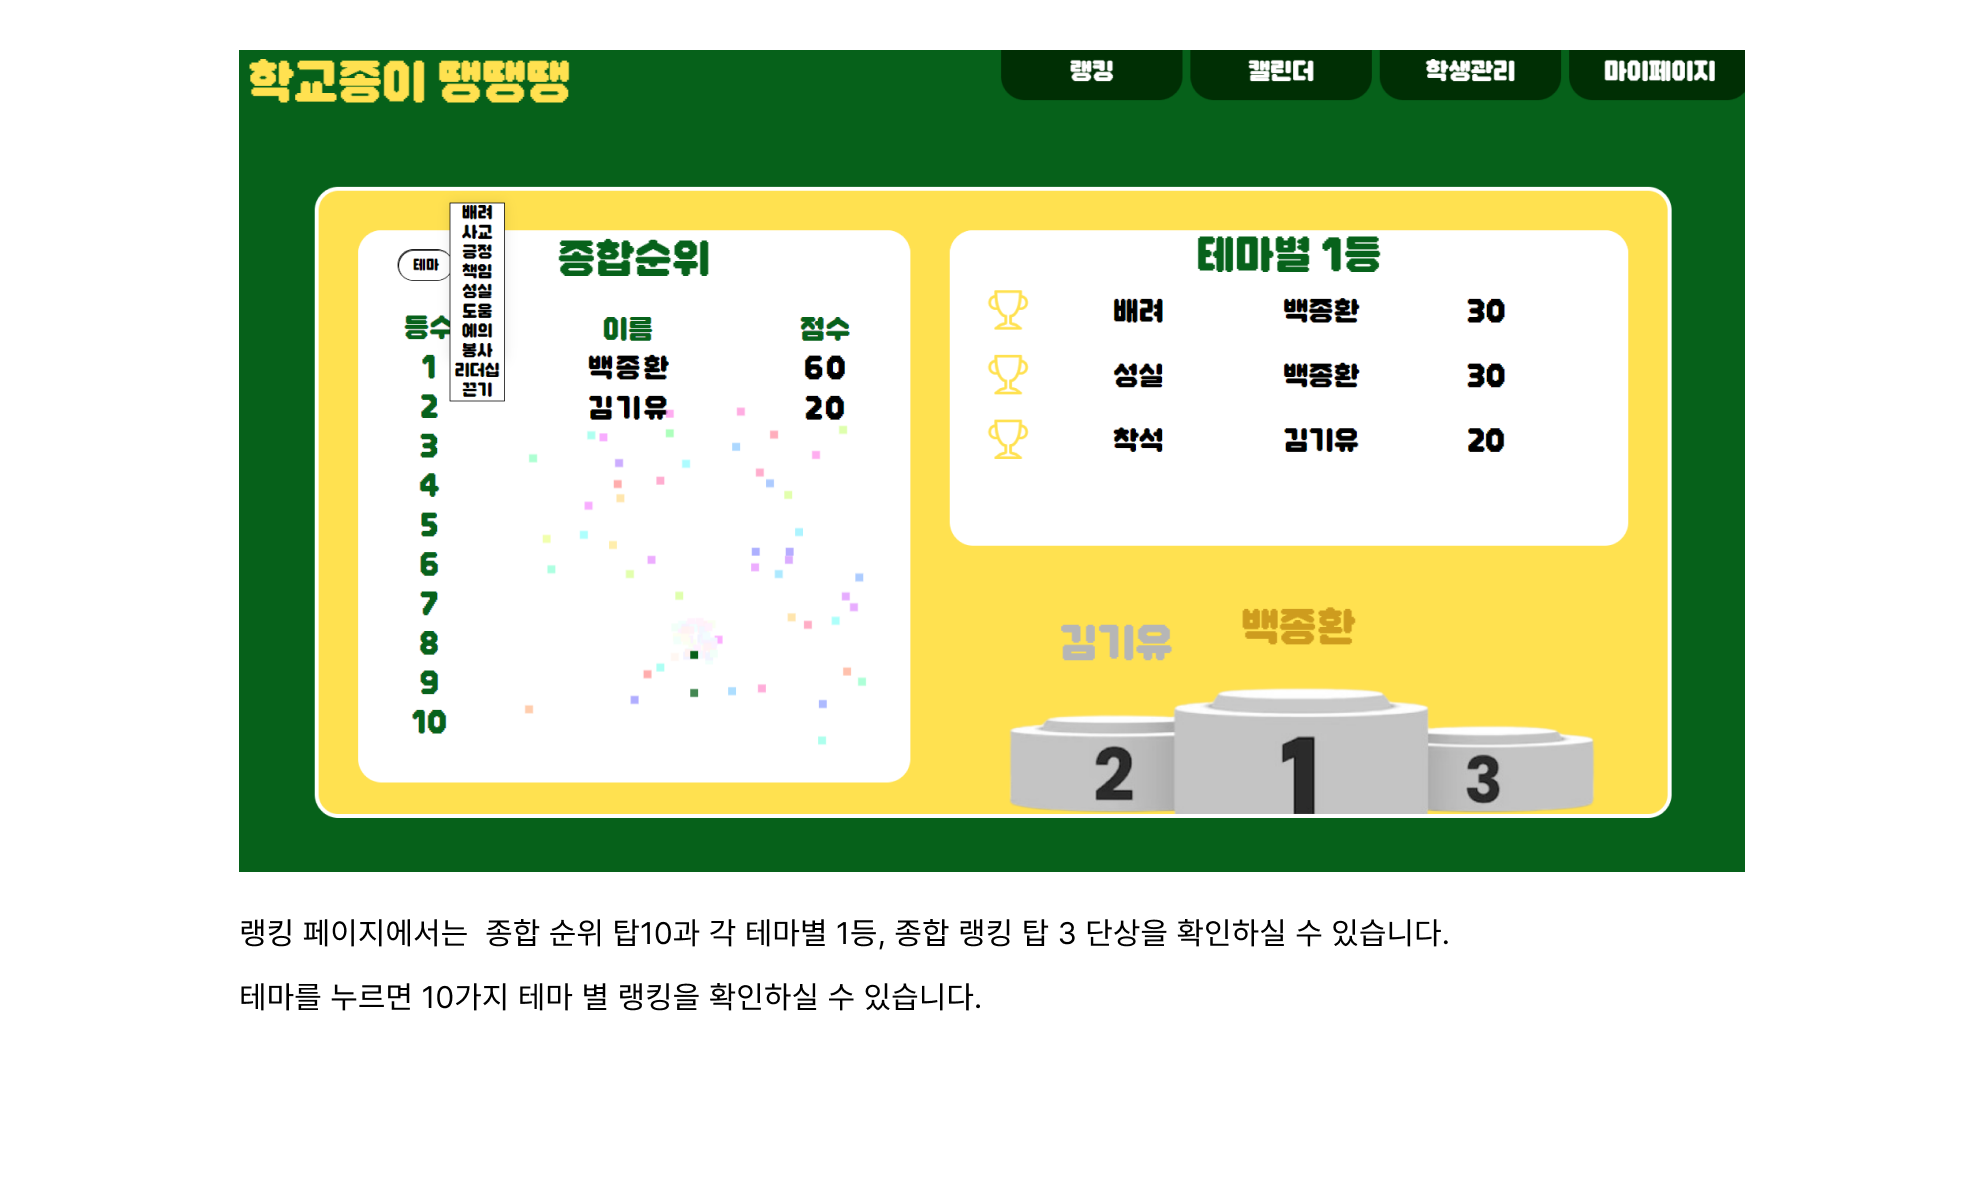 학교종이 땡땡땡
랭킹 캘린더 학생관리 마이페이지
테마
배려
사교
긍정
책임
성실
도움
예의
봉사
리더십
끈기
종합순위
등수 이름 점수
1 백종환 60
2 김기유 20
3
4
5
6
7
8
9
10
테마별 1등
배려 백종환 30
성실 백종환 30
착석 김기유 20
김기유 백종환
2 1 3
랭킹 페이지에서는 종합 순위 탑10과 각 테마별 1등, 종합 랭킹 탑 3 단상을 확인하실 수 있습니다.
테마를 누르면 10가지 테마 별 랭킹을 확인하실 수 있습니다.